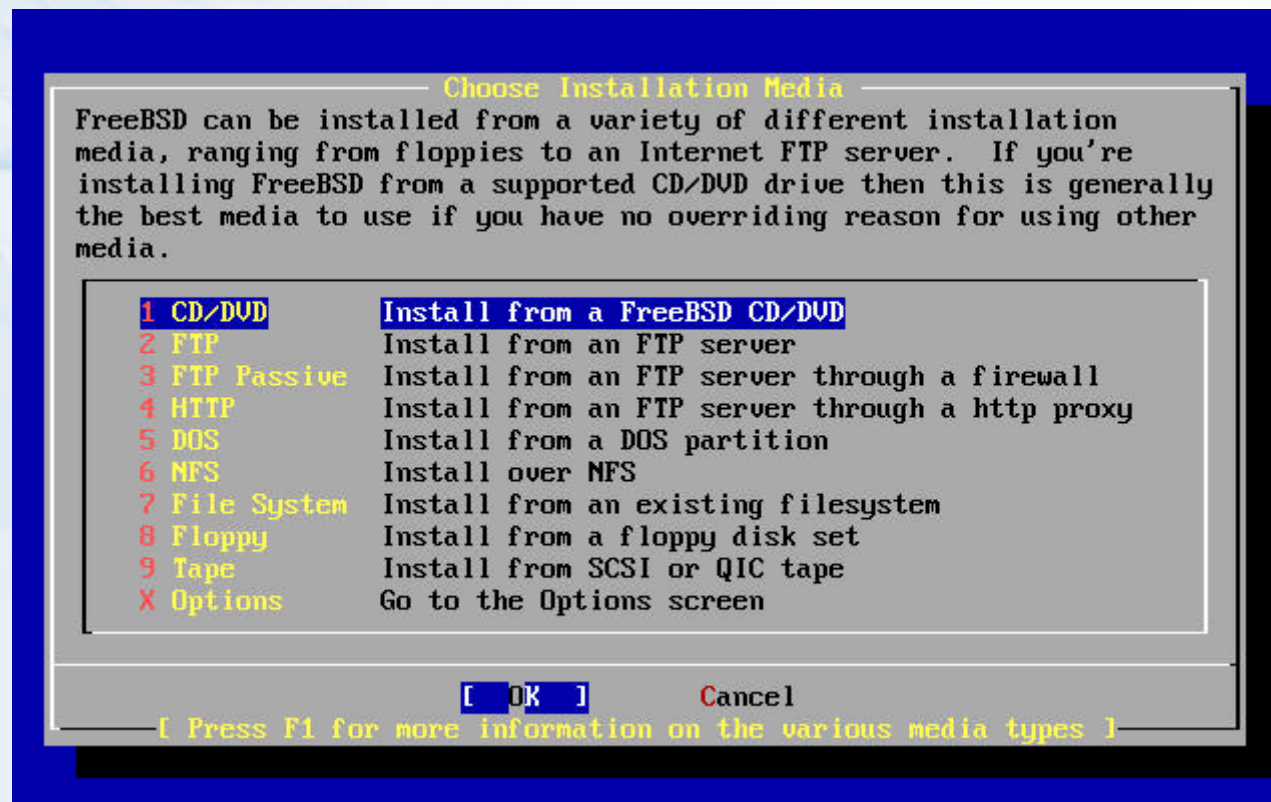 Choose Installation Media
FreeBSD can be installed from a variety of different installation
media, ranging from floppies to an Internet FTP server.  If you're
installing FreeBSD from a supported CD/DVD drive then this is generally
the best media to use if you have no overriding reason for using other
media.
1 CD/DVD Install from a FreeBSD CD/DVD
2 FTP Install from an FTP server
3 FTP Passive Install from an FTP server through a firewall
4 HTTP Install from an FTP server through a http proxy
5 DOS Install from a DOS partition
6 NFS Install over NFS
7 File System Install from an existing filesystem
8 Floppy Install from a floppy disk set
9 Tape Install from SCSI or QIC tape
X Options Go to the Options screen
[ OK ] Cancel
[ Press F1 for more information on the various media types ]